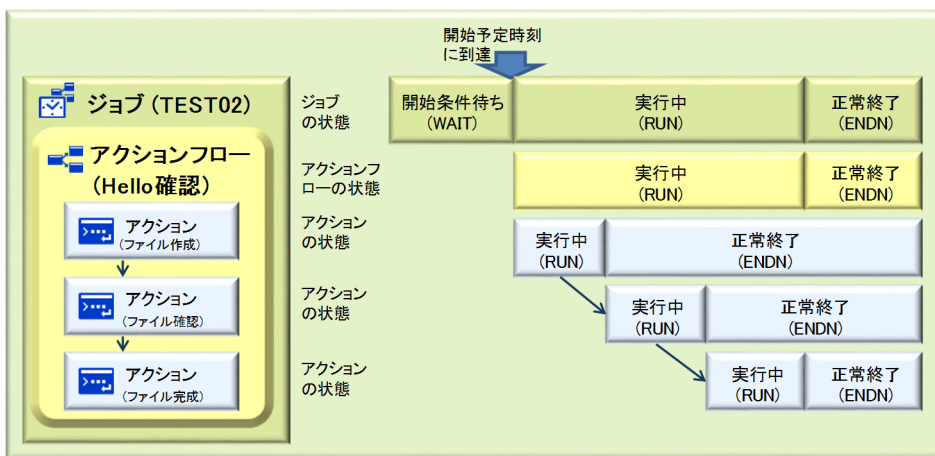 開始予定時刻
に到達
ジョブ (TEST02)
アクションフロー
(Hello確認)
アクション
(ファイル作成)
アクション
(ファイル確認)
アクション
(ファイル完成)
ジョブ
の状態
開始条件待ち
(WAIT)
実行中
(RUN)
正常終了
(ENDN)
アクションフ
ローの状態
実行中
(RUN)
正常終了
(ENDN)
アクション
の状態
実行中
(RUN)
正常終了
(ENDN)
アクション
の状態
実行中
(RUN)
正常終了
(ENDN)
アクション
の状態
実行中
(RUN)
正常終了
(ENDN)